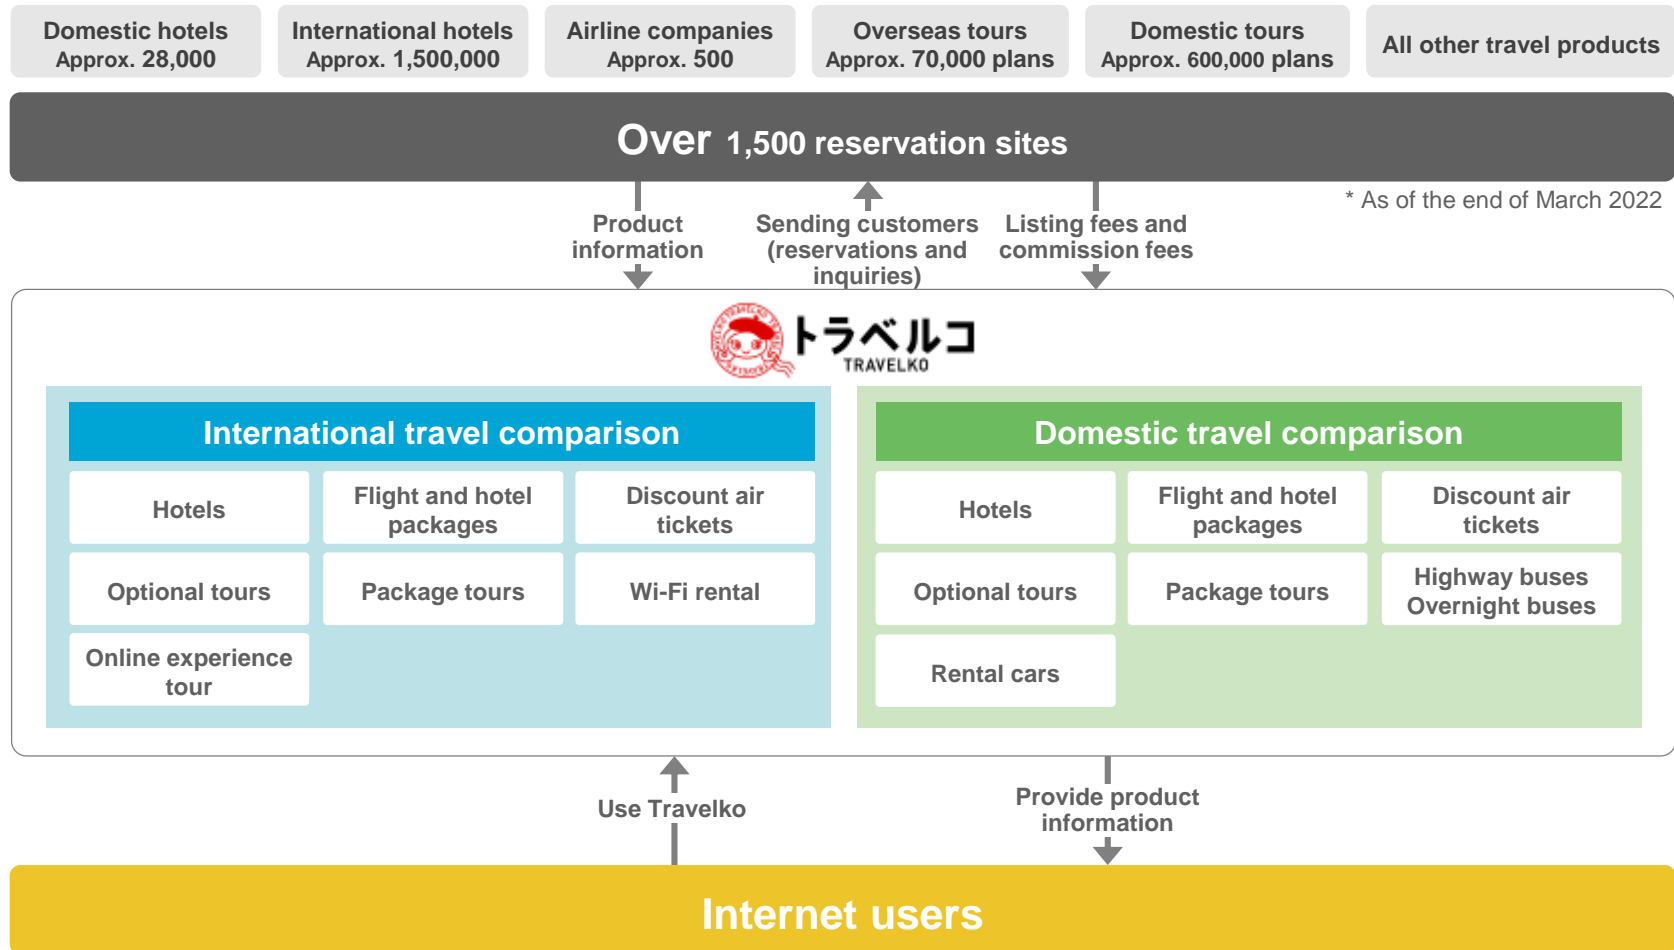 Domestic hotels
Approx. 28,000
International hotels
Approx. 1,500,000
Airline companies
Approx. 500
Overseas tours
Approx. 70,000 plans
Domestic tours
Approx. 600,000 plans
All other travel products
Over 1,500 reservation sites
* As of the end of March 2022
Product
information
Sending customers
(reservations and
inquiries)
Listing fees and
commission fees
トラベルコ
TRAVELKO
International travel comparison
Hotels
Flight and hotel
packages
Discount air
tickets
Optional tours
Package tours
Wi-Fi rental
Online experience
tour
Domestic travel comparison
Hotels
Flight and hotel
packages
Discount air
tickets
Optional tours
Package tours
Highway buses
Overnight buses
Rental cars
Use Travelko
Provide product
information
Internet users